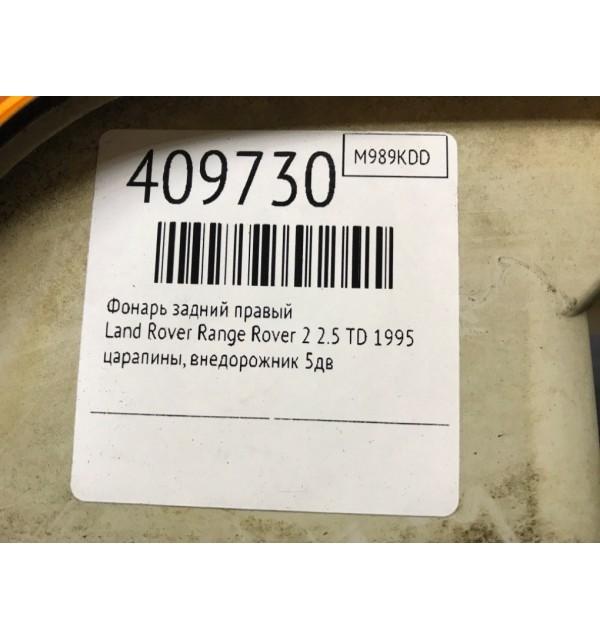 409730
M989KDD
Фонарь задний правый
Land Rover Range Rover 2 2.5 TD 1995
царапины, внедорожник 5дв